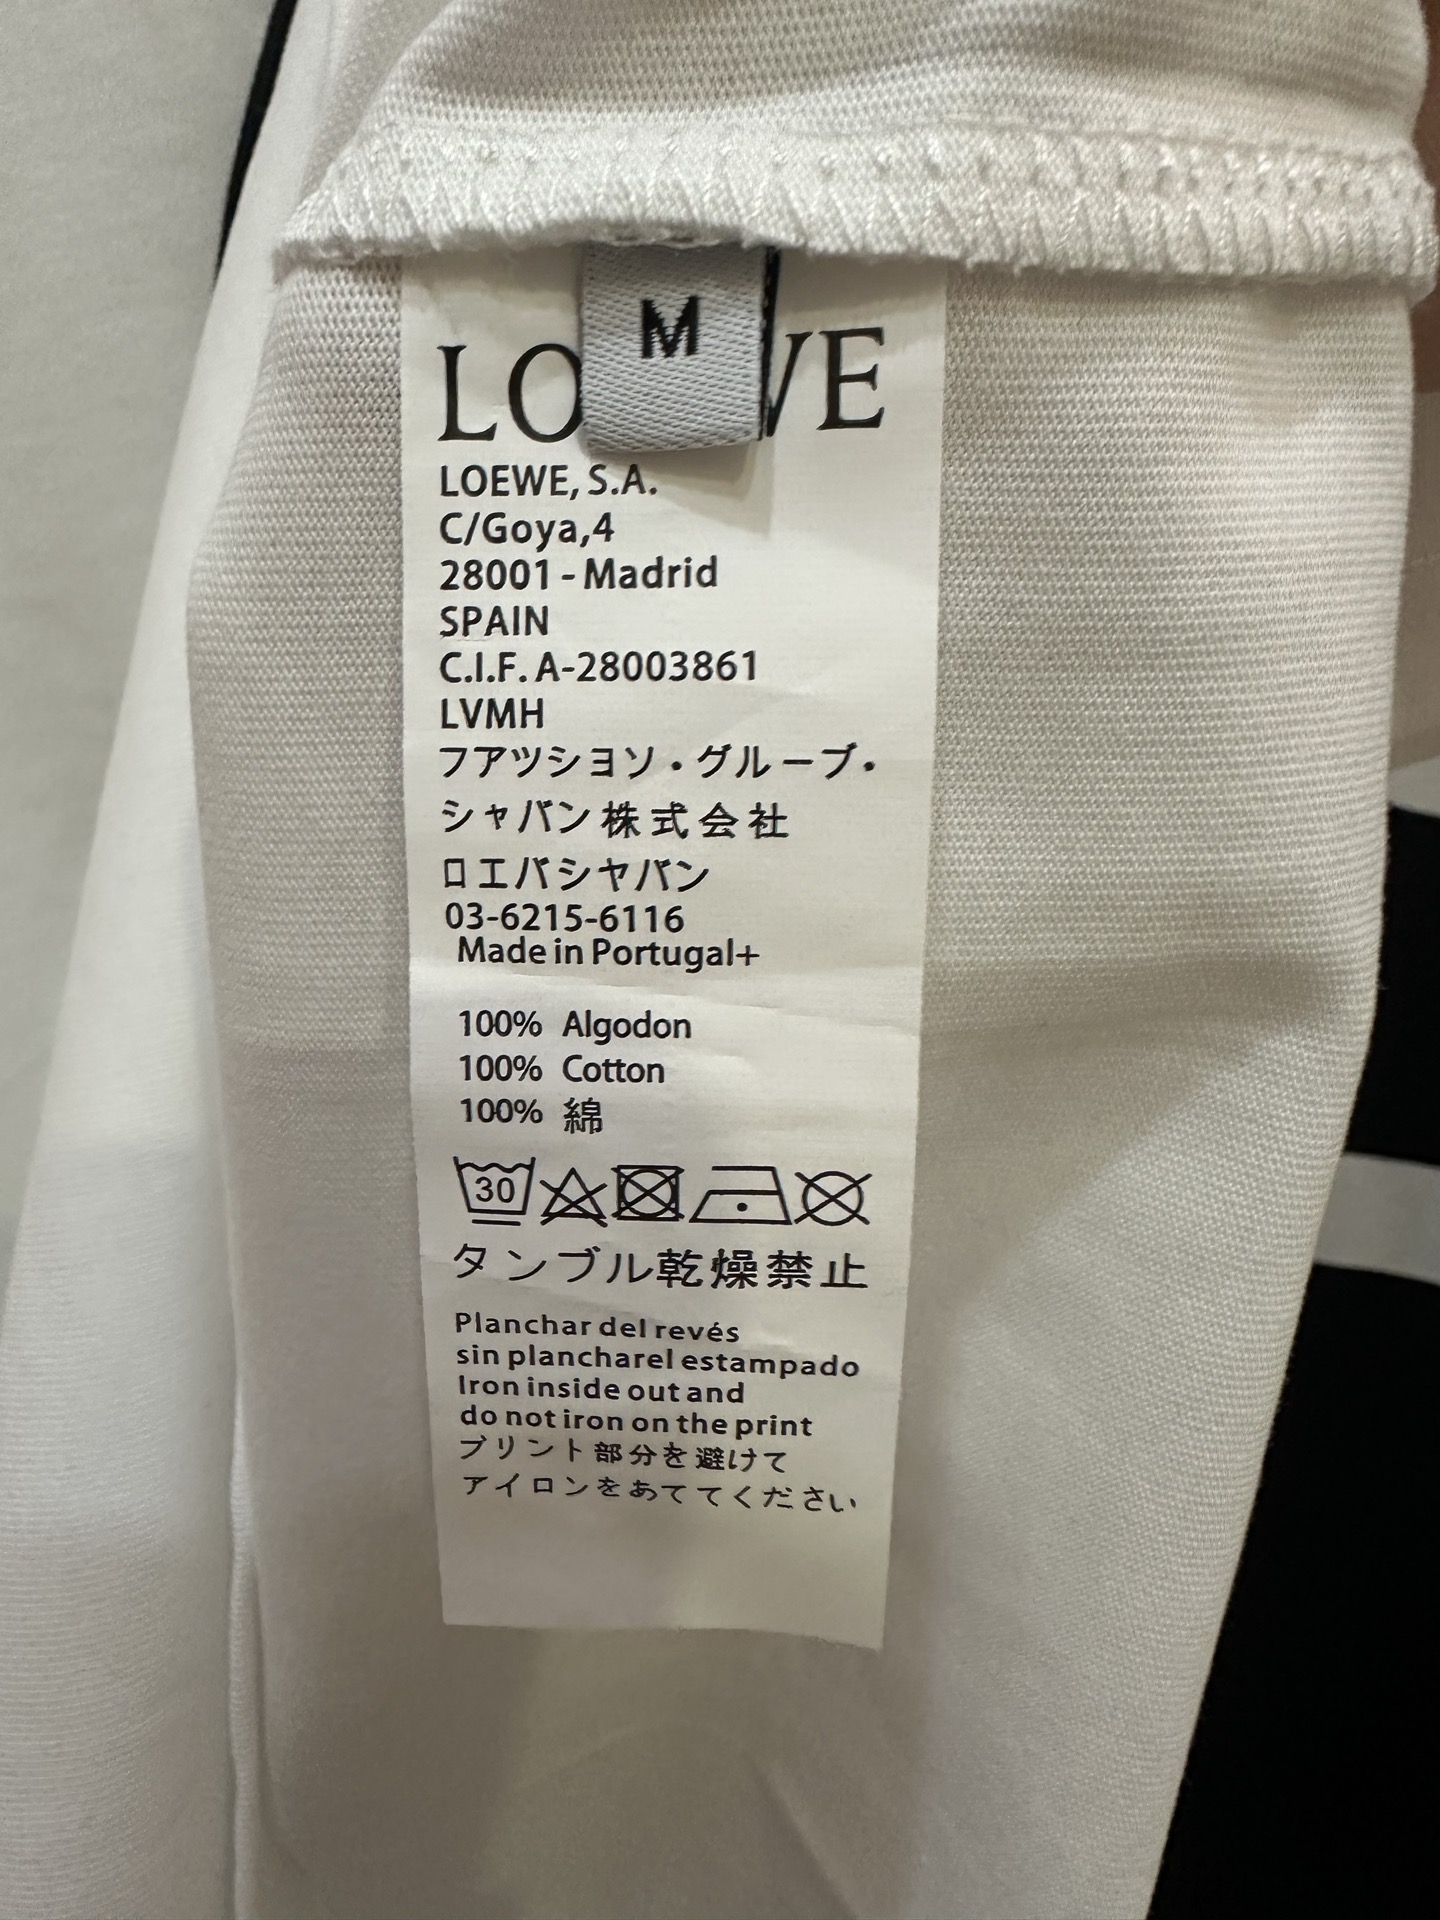 M
LO WE
LOEWE, S.A.
C/Goya,4
28001 - Madrid
SPAIN
C.I.F. A-28003861
LVMH
フアツシヨソ・グループ・
シャバン株式会社
ロエバシヤバン
03-6215-6116
Made in Portugal+
100% Algodon
100% Cotton
100% 綿
30
タンブル乾燥禁止
Planchar del revés
sin plancharel estampado
Iron inside out and
do not iron on the print
プリント部分を避けて
アイロンをあててください